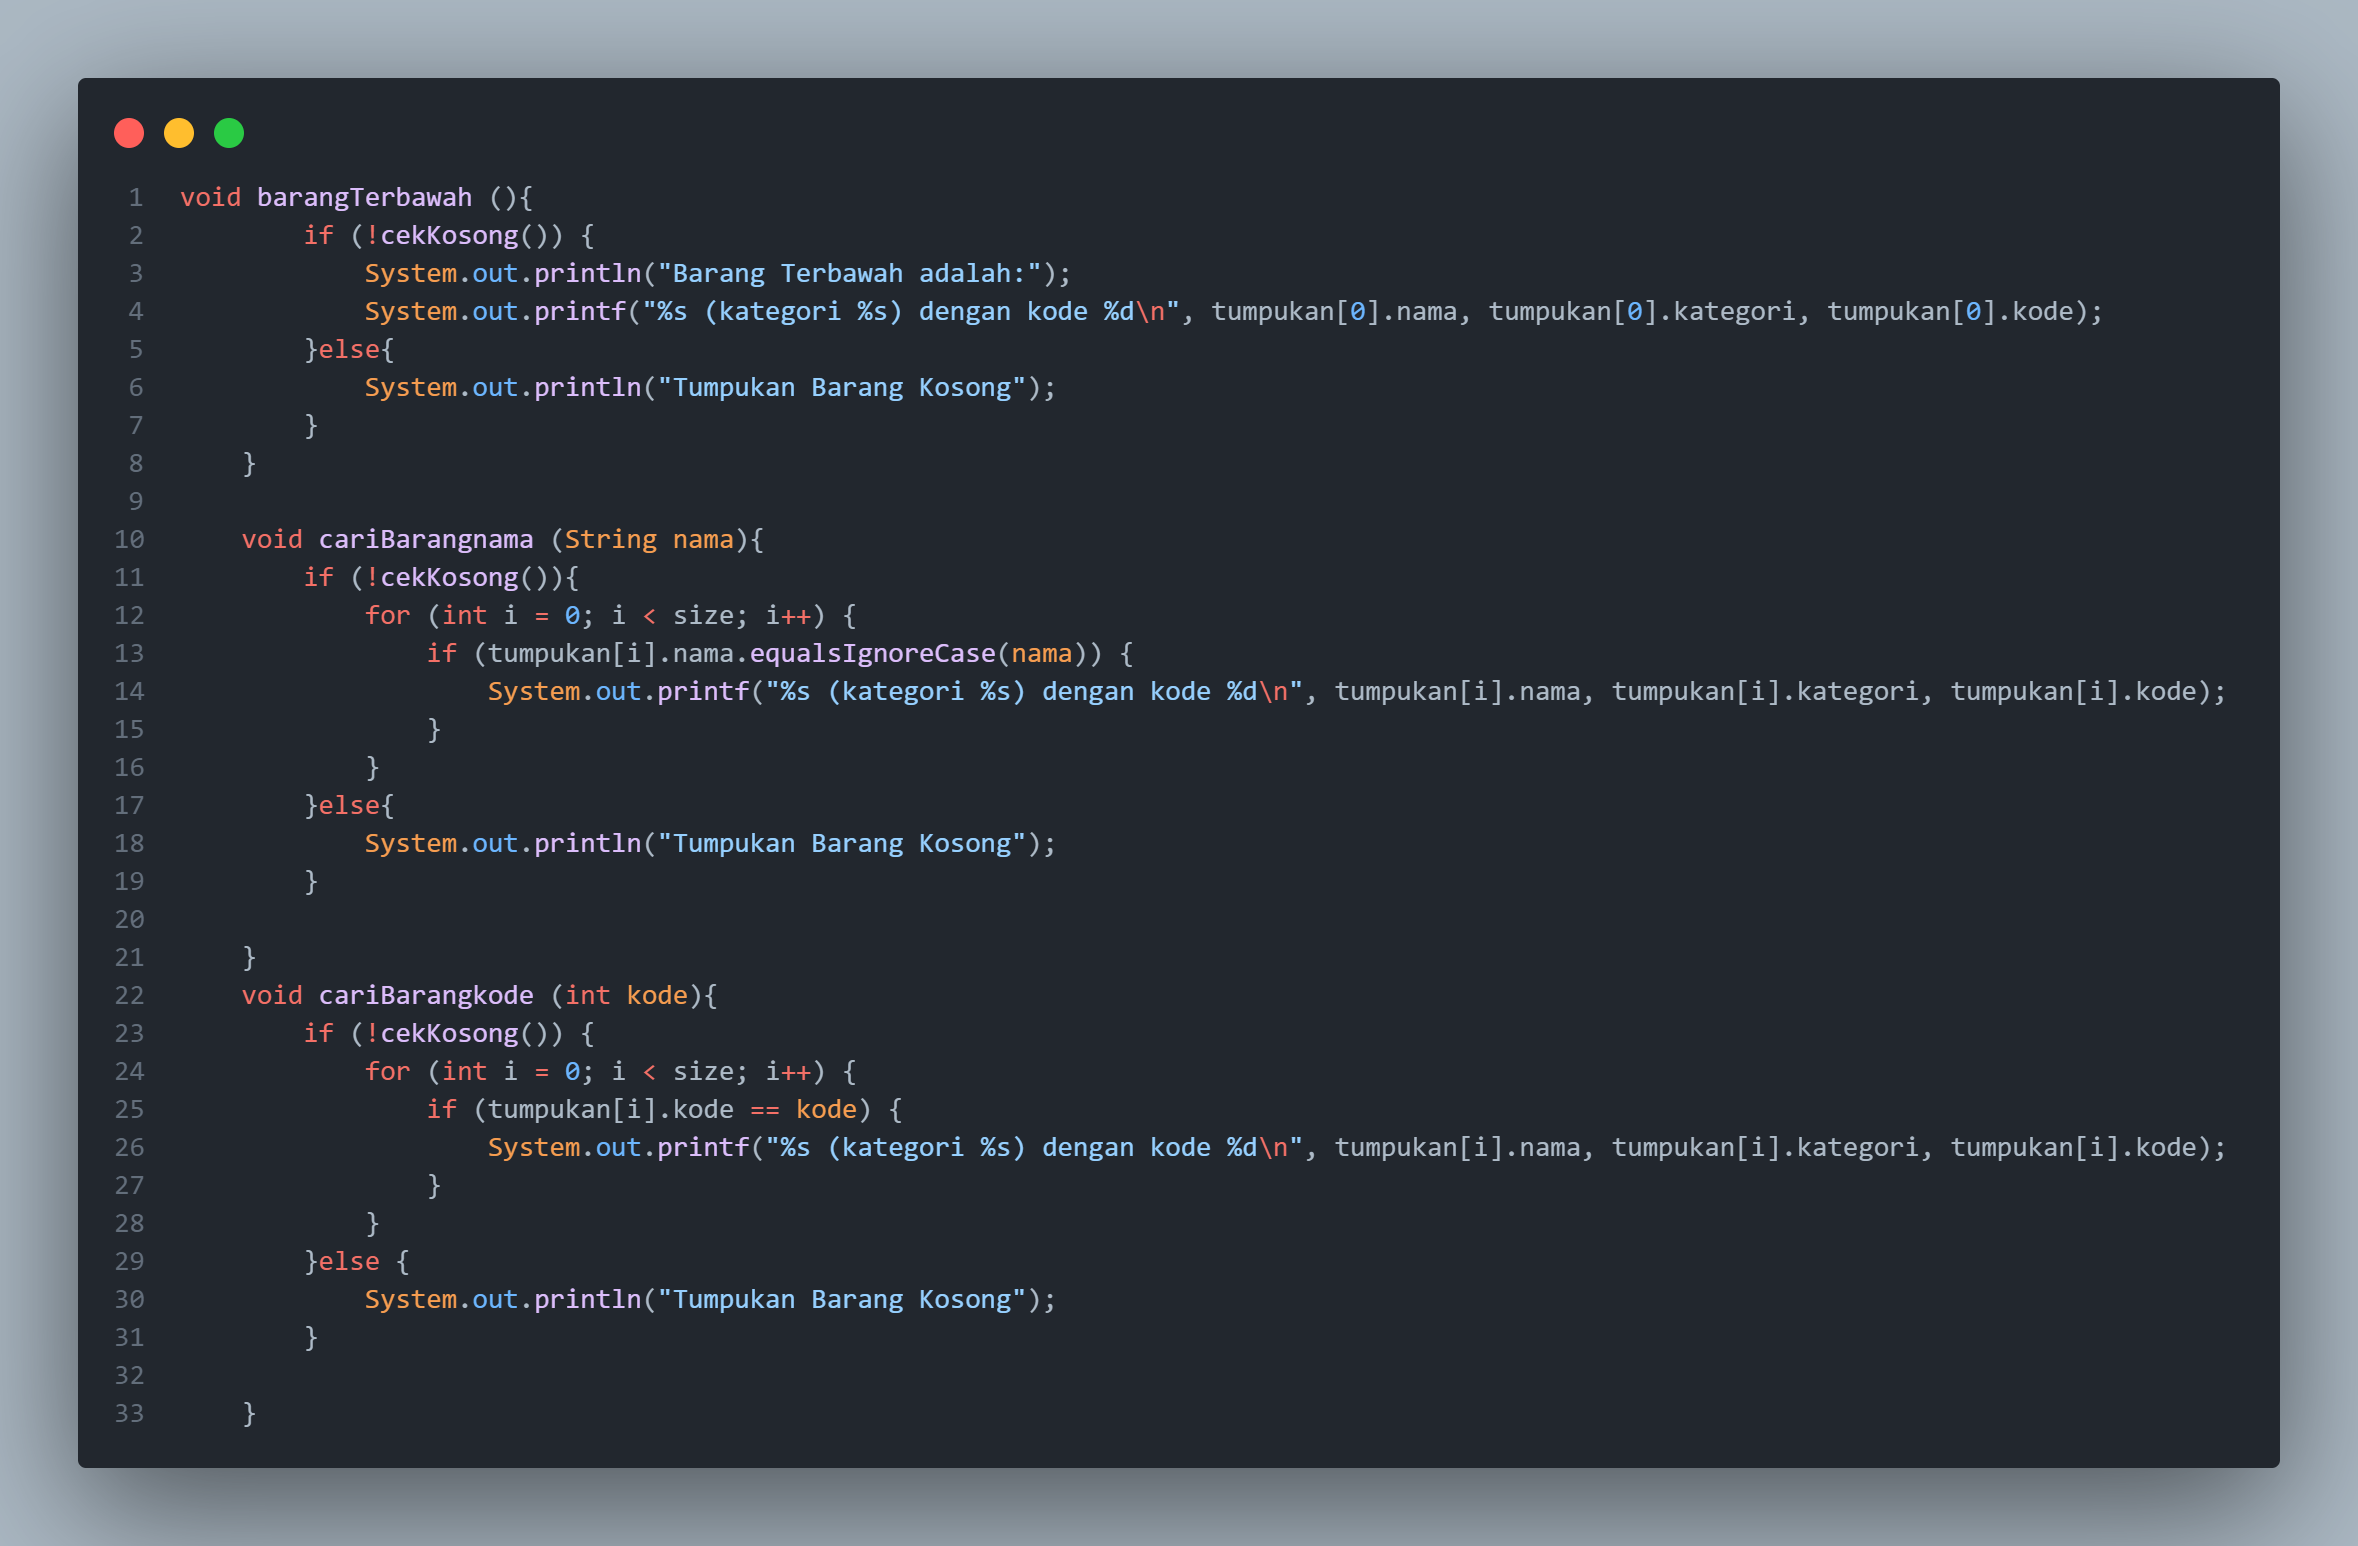 1 void barangTerbawah (){
2         if (!cekKosong()) {
3             System.out.println("Barang Terbawah adalah:");
4             System.out.printf("%s (kategori %s) dengan kode %d\n", tumpukan[0].nama, tumpukan[0].kategori, tumpukan[0].kode);
5         }else{
6             System.out.println("Tumpukan Barang Kosong");
7         }
8     }
9
10     void cariBarangnama (String nama){
11         if (!cekKosong()){
12             for (int i = 0; i < size; i++) {
13                 if (tumpukan[i].nama.equalsIgnoreCase(nama)) {
14                     System.out.printf("%s (kategori %s) dengan kode %d\n", tumpukan[i].nama, tumpukan[i].kategori, tumpukan[i].kode);
15                 }
16             }
17         }else{
18             System.out.println("Tumpukan Barang Kosong");
19         }
20
21     }
22     void cariBarangkode (int kode){
23         if (!cekKosong()) {
24             for (int i = 0; i < size; i++) {
25                 if (tumpukan[i].kode == kode) {
26                     System.out.printf("%s (kategori %s) dengan kode %d\n", tumpukan[i].nama, tumpukan[i].kategori, tumpukan[i].kode);
27                 }
28             }
29         }else {
30             System.out.println("Tumpukan Barang Kosong");
31         }
32
33     }